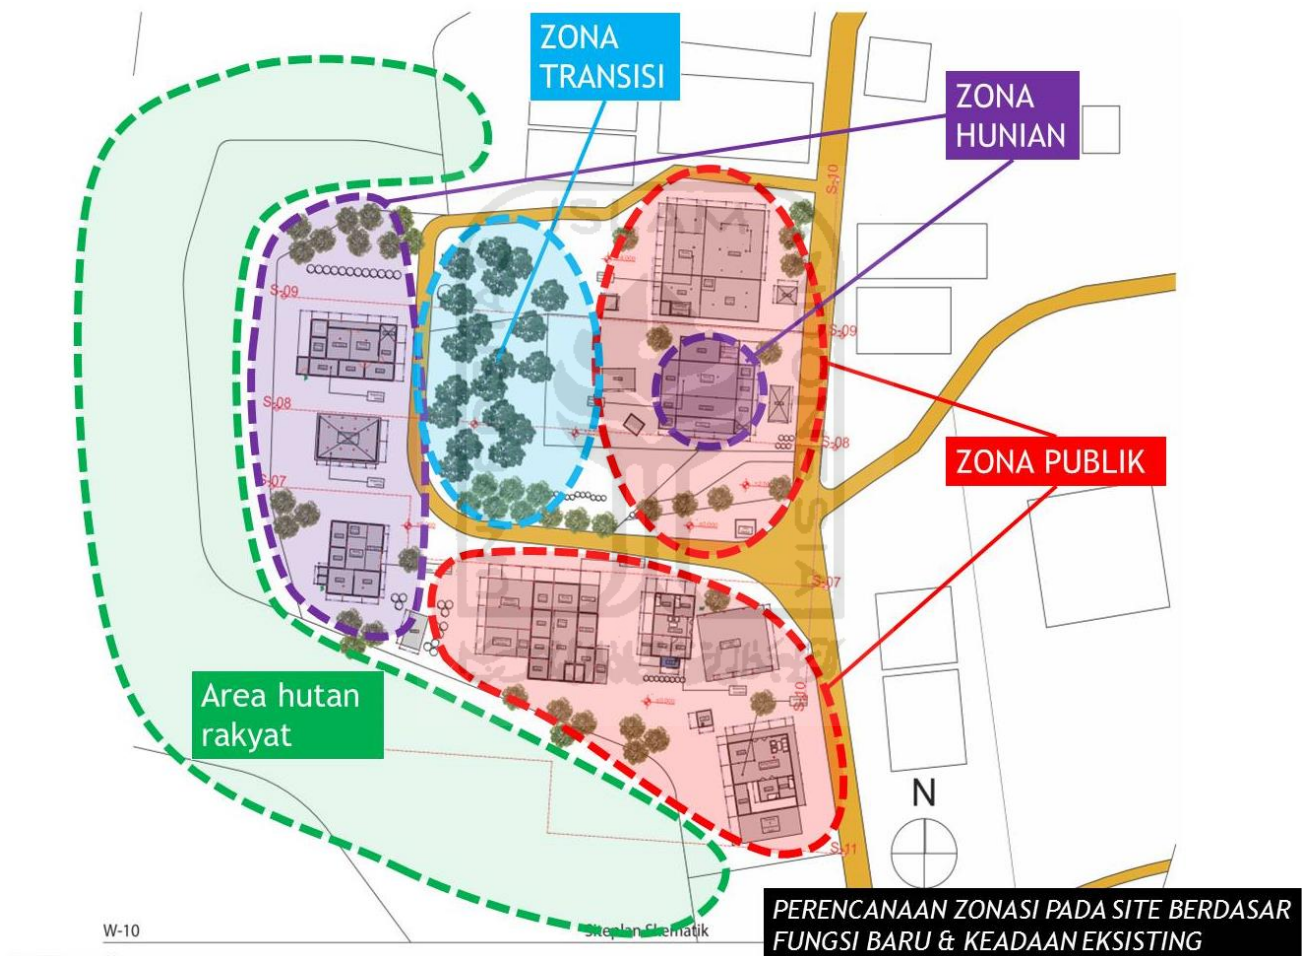 ZONA
TRANSISI
ZONA
HUNIAN
S-10
S-09
S-09
S-08
S-08
ZONA PUBLIK
S-07
S-07
Area hutan
rakyat
S-10
N
S-11
W-10
Siteplan Skematik
PERENCANAAN ZONASI PADA SITE BERDASAR
FUNGSI BARU & KEADAAN EKSISTING
ISLAM